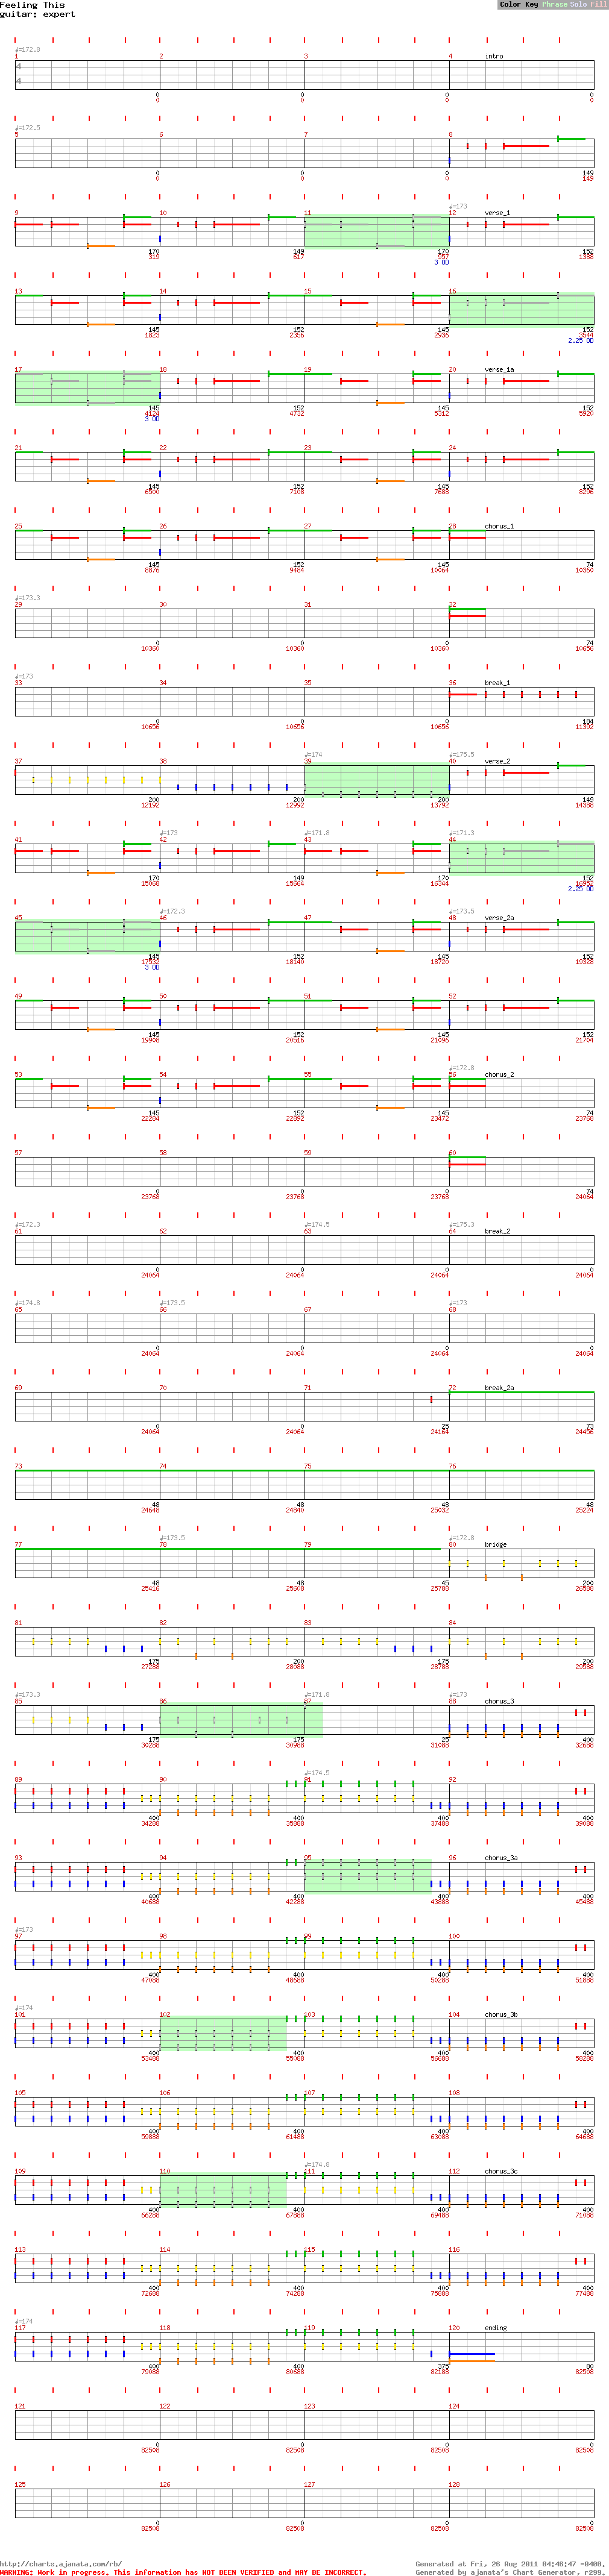 Feeling This
Color Key Phrase Solo Fill
guitar: expert
♩=172.8
1 2 3 4 intro
4
4
0 0 0 0
0 0 0 0
♩=172.5
5 6 7 8
0 0 0 149
0 0 0 149
♩=173
9 10 11 12 verse_1
170 149 170 152
319 617 957 1388
3 OD
13 14 15 16
145 152 145 152
1823 2356 2936 3544
2.25 OD
17 18 verse_1a 19 20
145 152 145 152
4124 4732 5312 5920
3 OD
21 22 23 24
145 152 145 152
6500 7108 7688 8296
25 26 27 28 chorus_1
145 152 145 74
8876 9484 10064 10360
♩=173.3
29 30 31 32
0 0 0 74
10360 10360 10360 10656
♩=173
33 34 35 36 break_1
0 0 0 184
10656 10656 10656 11392
♩=174 ♩=175.5
37 38 39 40 verse_2
200 200 200 149
12192 12992 13792 14388
♩=173 ♩=171.8 ♩=171.3
41 42 43 44
170 149 170 152
15068 15664 16344 16952
2.25 OD
♩=172.3 ♩=173.5
45 46 47 48 verse_2a
145 152 145 152
17532 18140 18720 19328
3 OD
49 50 51 52
145 152 145 152
19908 20516 21096 21704
♩=172.8
53 54 55 56 chorus_2
145 152 145 74
22284 22892 23472 23768
57 58 59 60
0 0 0 74
23768 23768 23768 24064
♩=172.3 ♩=174.5 ♩=175.3
61 62 63 64 break_2
0 0 0 0
24064 24064 24064 24064
♩=174.8 ♩=173.5 ♩=173
65 66 67 68
0 0 0 0
24064 24064 24064 24064
69 70 71 72 break_2a
0 0 25 73
24064 24064 24164 24456
73 74 75 76
48 48 48 48
24648 24840 25032 25224
♩=173.5 ♩=172.8
77 78 79 80 bridge
48 48 45 200
25416 25608 25788 26588
81 82 83 84
175 200 175 200
27288 28088 28788 29588
♩=173.3 ♩=171.8 ♩=173
85 86 87 88 chorus_3
175 175 25 400
30288 30988 31088 32688
♩=174.5
89 90 91 92
400 400 400 400
34288 35888 37488 39088
93 94 95 96 chorus_3a
400 400 400 400
40688 42288 43888 45488
♩=173
97 98 99 100
400 400 400 400
47088 48688 50288 51888
♩=174
101 102 103 104 chorus_3b
400 400 400 400
53488 55088 56688 58288
105 106 107 108
400 400 400 400
59888 61488 63088 64688
♩=174.8
109 110 111 112 chorus_3c
400 400 400 400
66288 67888 69488 71088
113 114 115 116
400 400 400 400
72688 74288 75888 77488
♩=174
117 118 119 120 ending
400 400 375 80
79088 80688 82188 82508
121 122 123 124
0 0 0 0
82508 82508 82508 82508
125 126 127 128
0 0 0 0
82508 82508 82508 82508
http://charts.ajanata.com/rb/
Generated at Fri, 26 Aug 2011 04:46:47 -0400.
WARNING: Work in progress. This information has NOT BEEN VERIFIED and MAY BE INCORRECT.
Generated by ajanata's Chart Generator, r299.